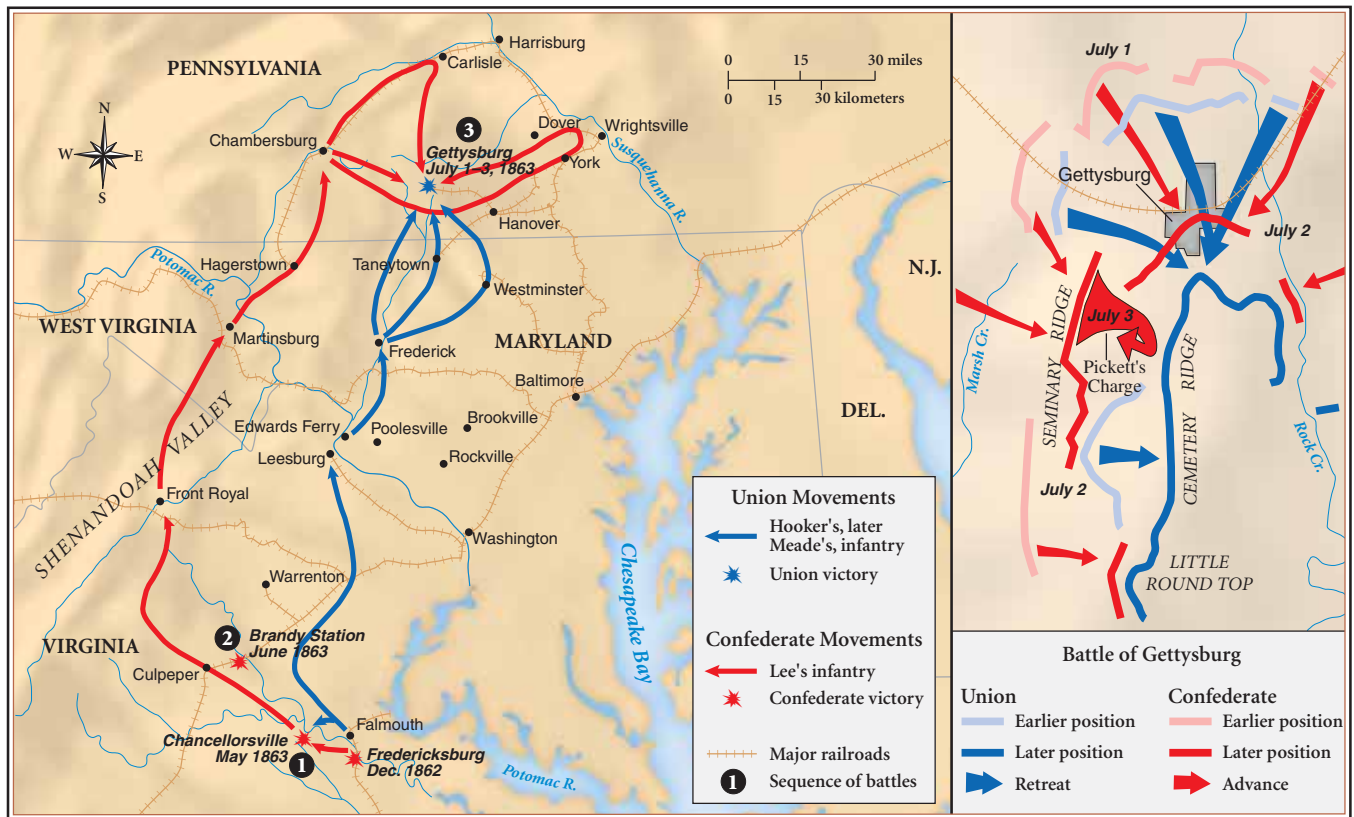 Harrisburg
Carlisle
PENNSYLVANIA
0 15 30 miles
0 15 30 kilometers
N
W E
S
Chambersburg
3
Dover
Wrightsville
Gettysburg
July 1–3, 1863
York
Susquehanna R.
Hanover
Hagerstown
Taneytown
Potomac R.
Westminster
N.J.
WEST VIRGINIA
Martinsburg
Frederick
MARYLAND
Baltimore
DEL.
SHENANDOAH VALLEY
Edwards Ferry
Poolesville
Brookville
Leesburg
Rockville
Front Royal
Washington
Warrenton
Chesapeake Bay
VIRGINIA
2
Brandy Station
June 1863
Culpeper
Falmouth
Chancellorsville
May 1863
1
Fredericksburg
Dec. 1862
Potomac R.
Union Movements
Hooker's, later
Meade's, infantry
Union victory
Confederate Movements
Lee's infantry
Confederate victory
Major railroads
1 Sequence of battles
July 1
Gettysburg
July 2
July 3
Pickett's
Charge
SEMINARY RIDGE
CEMETERY RIDGE
Marsh Cr.
Rock Cr.
July 2
LITTLE
ROUND TOP
Battle of Gettysburg
Union
Earlier position
Later position
Retreat
Confederate
Earlier position
Later position
Advance